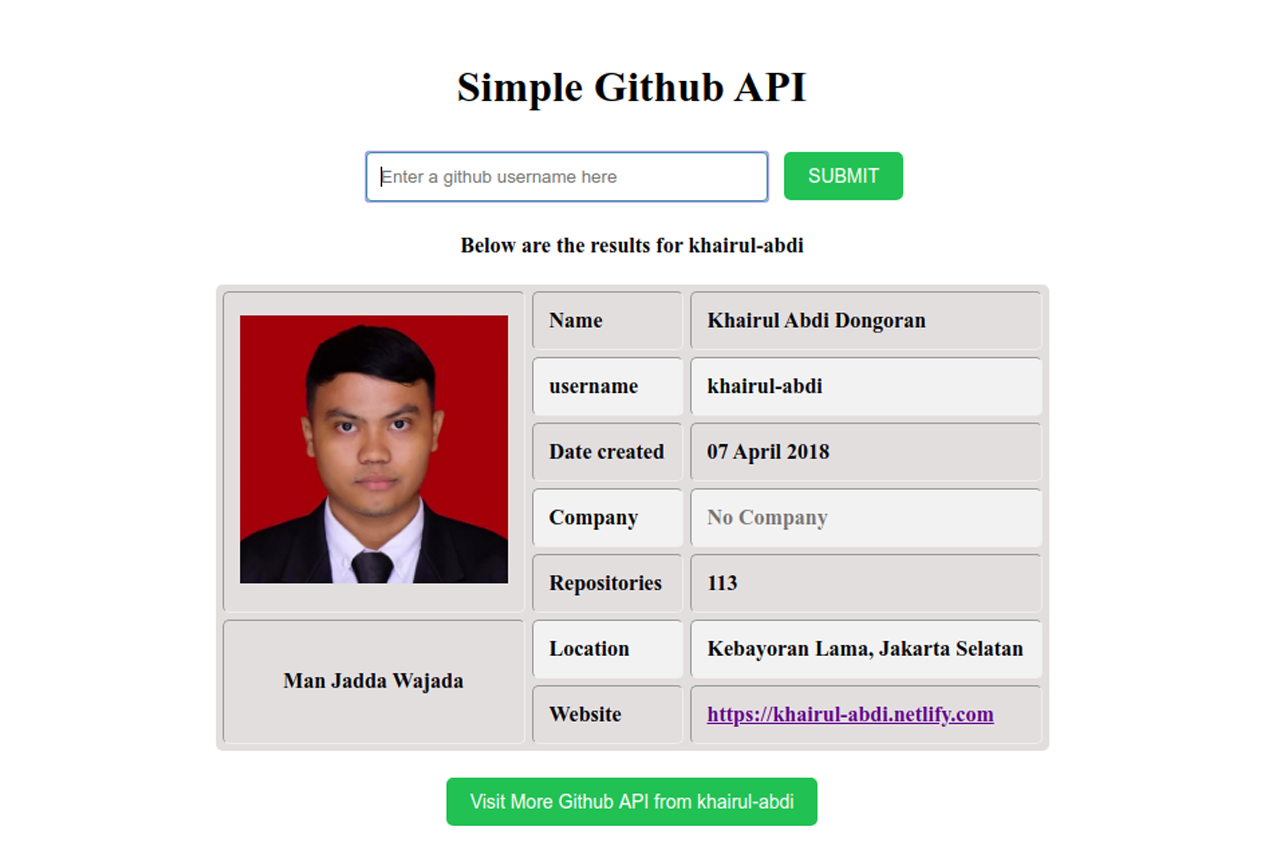 Simple Github API
Enter a github username here
SUBMIT
Below are the results for khairul-abdi
Name
Khairul Abdi Dongoran
username
khairul-abdi
Date created
07 April 2018
Company
No Company
Repositories
113
Man Jadda Wajada
Location
Kebayoran Lama, Jakarta Selatan
Website
https://khairul-abdi.netlify.com
Visit More Github API from khairul-abdi